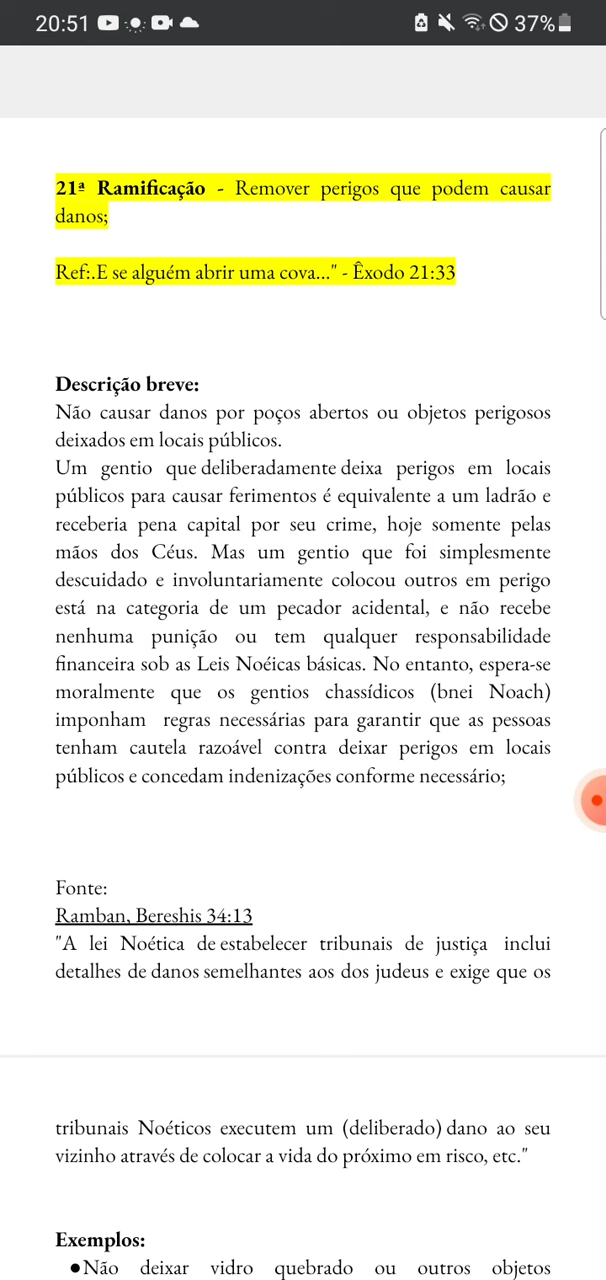 20:51
37%
21ª Ramificação - Remover perigos que podem causar
danos;
Ref:.E se alguém abrir uma cova..." - Êxodo 21:33
Descrição breve:
Não causar danos por poços abertos ou objetos perigosos
deixados em locais públicos.
Um gentio que deliberadamente deixa perigos em locais
públicos para causar ferimentos é equivalente a um ladrão e
receberia pena capital por seu crime, hoje somente pelas
mãos dos Céus. Mas um gentio que foi simplesmente
descuidado e involuntariamente colocou outros em perigo
está na categoria de um pecador acidental, e não recebe
nenhuma punição ou tem qualquer responsabilidade
financeira sob as Leis Noéicas básicas. No entanto, espera-se
moralmente que os gentios chassídicos (bnei Noach)
imponham regras necessárias para garantir que as pessoas
tenham cautela razoável contra deixar perigos em locais
públicos e concedam indenizações conforme necessário;
Fonte:
Ramban, Bereshis 34:13
"A lei Noética de estabelecer tribunais de justiça inclui
detalhes de danos semelhantes aos dos judeus e exige que os
tribunais Noéticos executem um (deliberado) dano ao seu
vizinho através de colocar a vida do próximo em risco, etc."
Exemplos:
●Não deixar vidro quebrado ou outros objetos